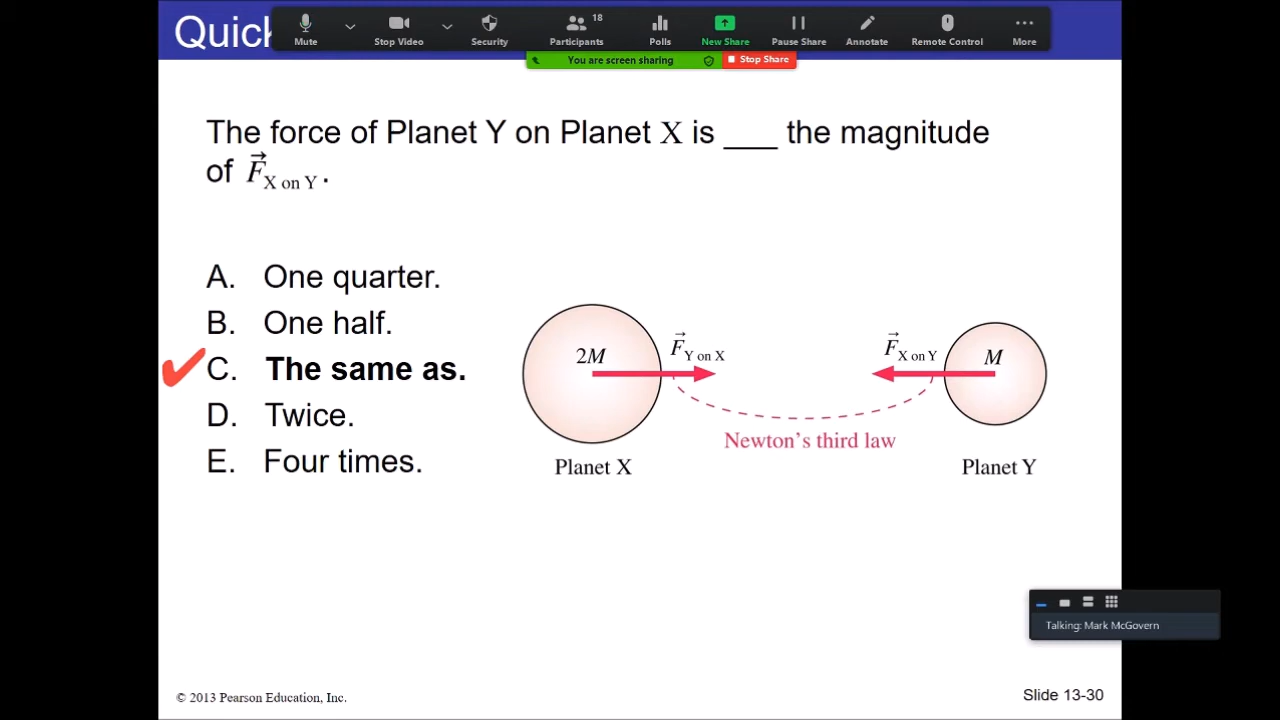 Quick
Mute
Stop Video
Security
Participants
18
Polls
New Share
Pause Share
Annotate
Remote Control
More
You are screen sharing
Stop Share
The force of Planet Y on Planet X is ___ the magnitude
of F⃗ X on Y .
A. One quarter.
B. One half.
✔ C. The same as.
D. Twice.
E. Four times.
2M
F⃗ Y on X
F⃗ X on Y
M
Newton's third law
Planet X
Planet Y
Talking: Mark McGovern
© 2013 Pearson Education, Inc.
Slide 13-30